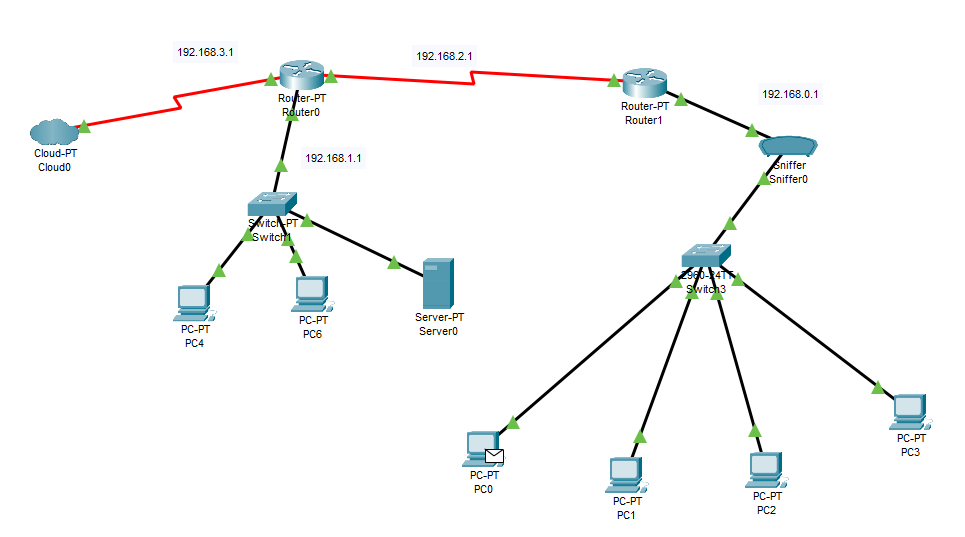 192.168.3.1
192.168.2.1
Router-PT
Router0
Router-PT
Router1
192.168.0.1
Cloud-PT
Cloud0
192.168.1.1
Sniffer
Sniffer0
Switch-PT
Switch1
2960-24TT
Switch3
PC-PT
PC4
PC-PT
PC6
Server-PT
Server0
PC-PT
PC3
PC-PT
PC0
PC-PT
PC1
PC-PT
PC2